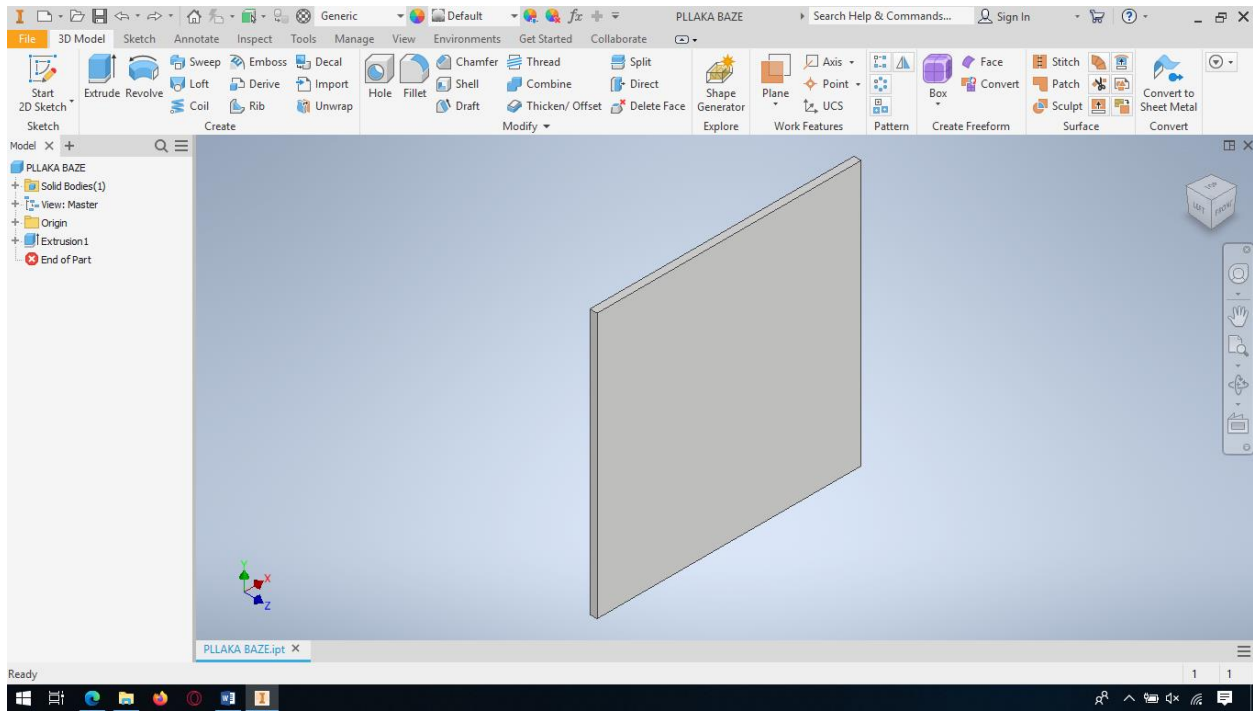 Generic Default fx PLLAKA BAZE Search Help & Commands... Sign In
File 3D Model Sketch Annotate Inspect Tools Manage View Environments Get Started Collaborate
Start
2D Sketch
Sketch
Extrude Revolve
Sweep Emboss Decal
Loft Derive Import
Coil Rib Unwrap
Create
Hole Fillet
Chamfer Thread Split
Shell Combine Direct
Draft Thicken/ Offset Delete Face
Modify
Shape
Generator
Explore
Plane
Axis
Point
UCS
Work Features
Pattern
Box
Face
Convert
Create Freeform
Stitch
Patch
Sculpt
Surface
Convert to
Sheet Metal
Convert
Model
PLLAKA BAZE
Solid Bodies(1)
View: Master
Origin
Extrusion1
End of Part
TOP
LEFT FRONT
Y
X
Z
PLLAKA BAZE.ipt
Ready 1 1